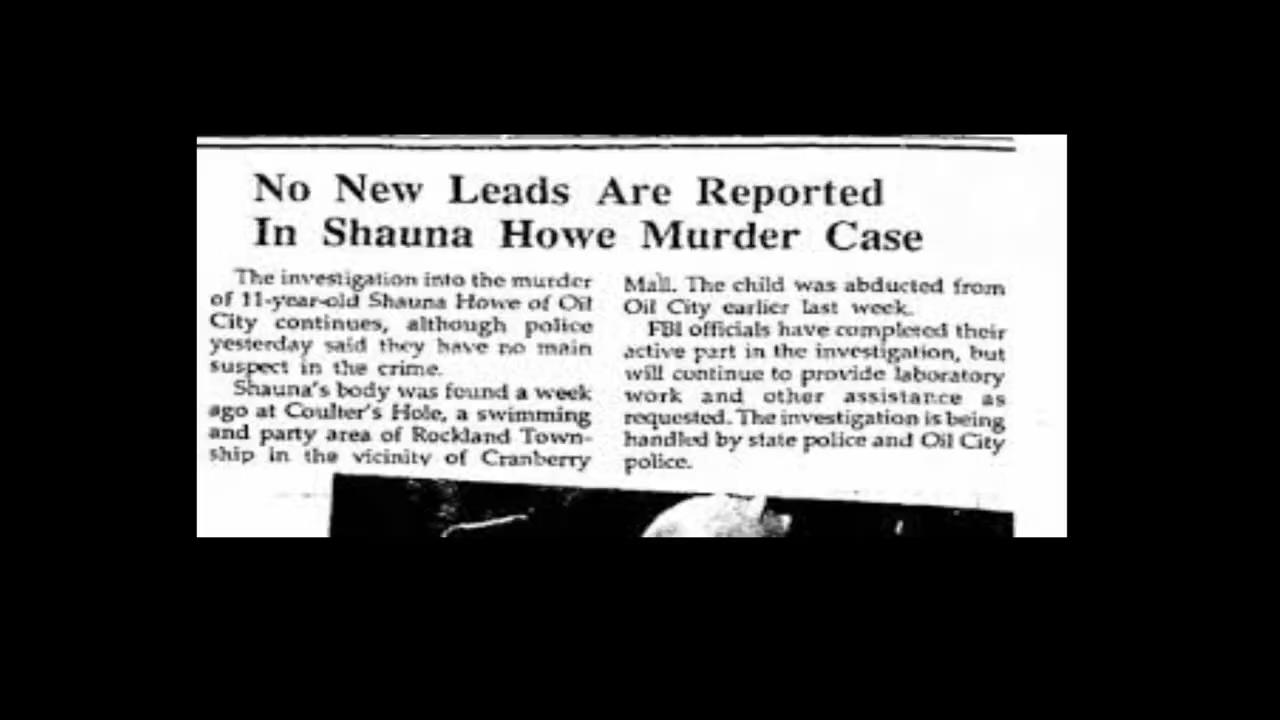 No New Leads Are Reported
In Shauna Howe Murder Case
The investigation into the murder
of 11-year-old Shauna Howe of Oil
City continues, although police
yesterday said they have no main
suspect in the crime.
Shauna's body was found a week
ago at Coulter's Hole, a swimming
and party area of Rockland Town-
ship in the vicinity of Cranberry
Mall. The child was abducted from
Oil City earlier last week.
FBI officials have completed their
active part in the investigation, but
will continue to provide laboratory
work and other assistance as
requested. The investigation is being
handled by state police and Oil City
police.